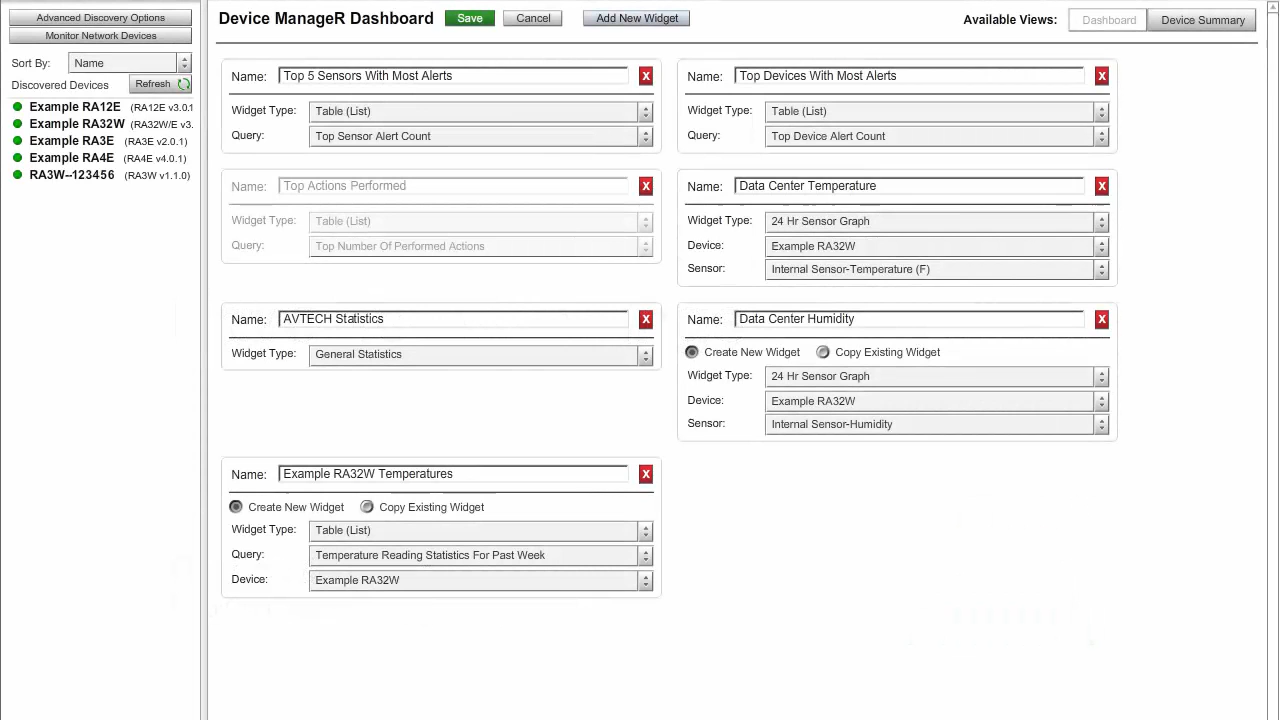 Advanced Discovery Options
Monitor Network Devices
Sort By: Name
Discovered Devices Refresh
Example RA12E (RA12E v3.0.1
Example RA32W (RA32W/E v3.
Example RA3E (RA3E v2.0.1)
Example RA4E (RA4E v4.0.1)
RA3W--123456 (RA3W v1.1.0)
Device ManageR Dashboard Save Cancel Add New Widget Available Views: Dashboard Device Summary
Name: Top 5 Sensors With Most Alerts X
Widget Type: Table (List)
Query: Top Sensor Alert Count
Name: Top Devices With Most Alerts X
Widget Type: Table (List)
Query: Top Device Alert Count
Name: Top Actions Performed X
Widget Type: Table (List)
Query: Top Number Of Performed Actions
Name: Data Center Temperature X
Widget Type: 24 Hr Sensor Graph
Device: Example RA32W
Sensor: Internal Sensor-Temperature (F)
Name: AVTECH Statistics X
Widget Type: General Statistics
Name: Data Center Humidity X
Create New Widget Copy Existing Widget
Widget Type: 24 Hr Sensor Graph
Device: Example RA32W
Sensor: Internal Sensor-Humidity
Name: Example RA32W Temperatures X
Create New Widget Copy Existing Widget
Widget Type: Table (List)
Query: Temperature Reading Statistics For Past Week
Device: Example RA32W